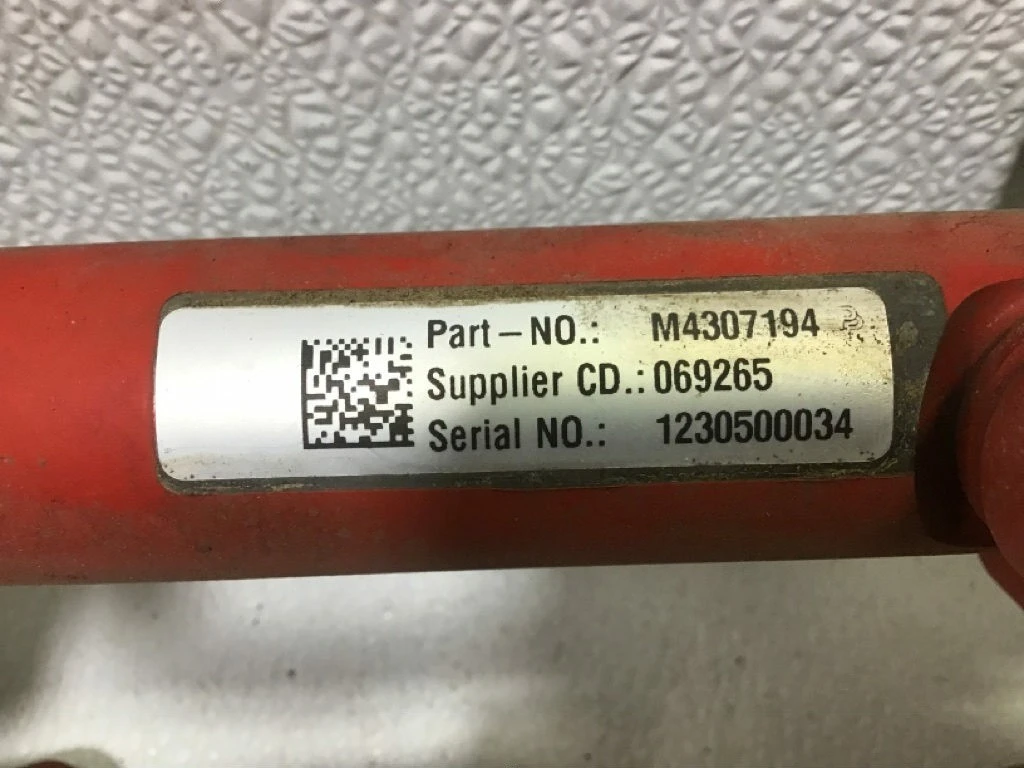 Part-NO.: M4307194
Supplier CD.: 069265
Serial NO.: 1230500034